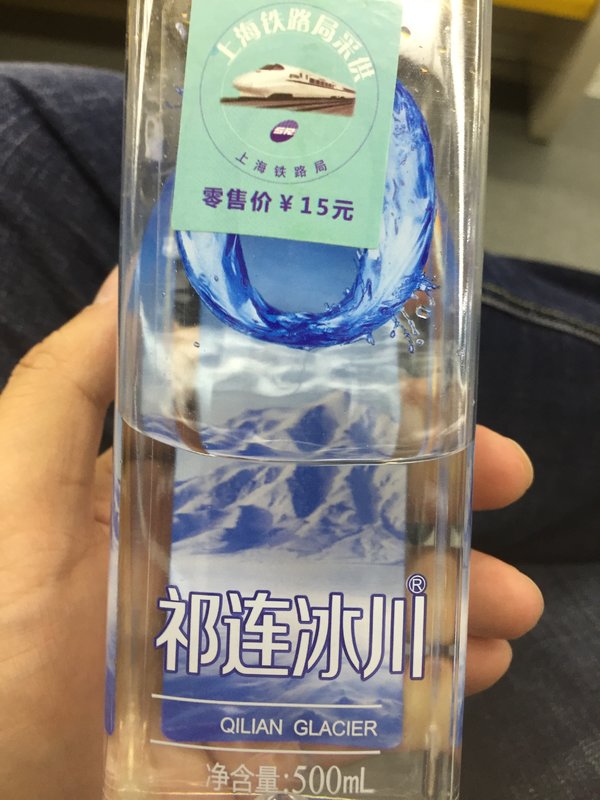 上海铁路局采供
SR
上海铁路局
零售价¥15元
祁连冰川®
QILIAN GLACIER
净含量:500mL